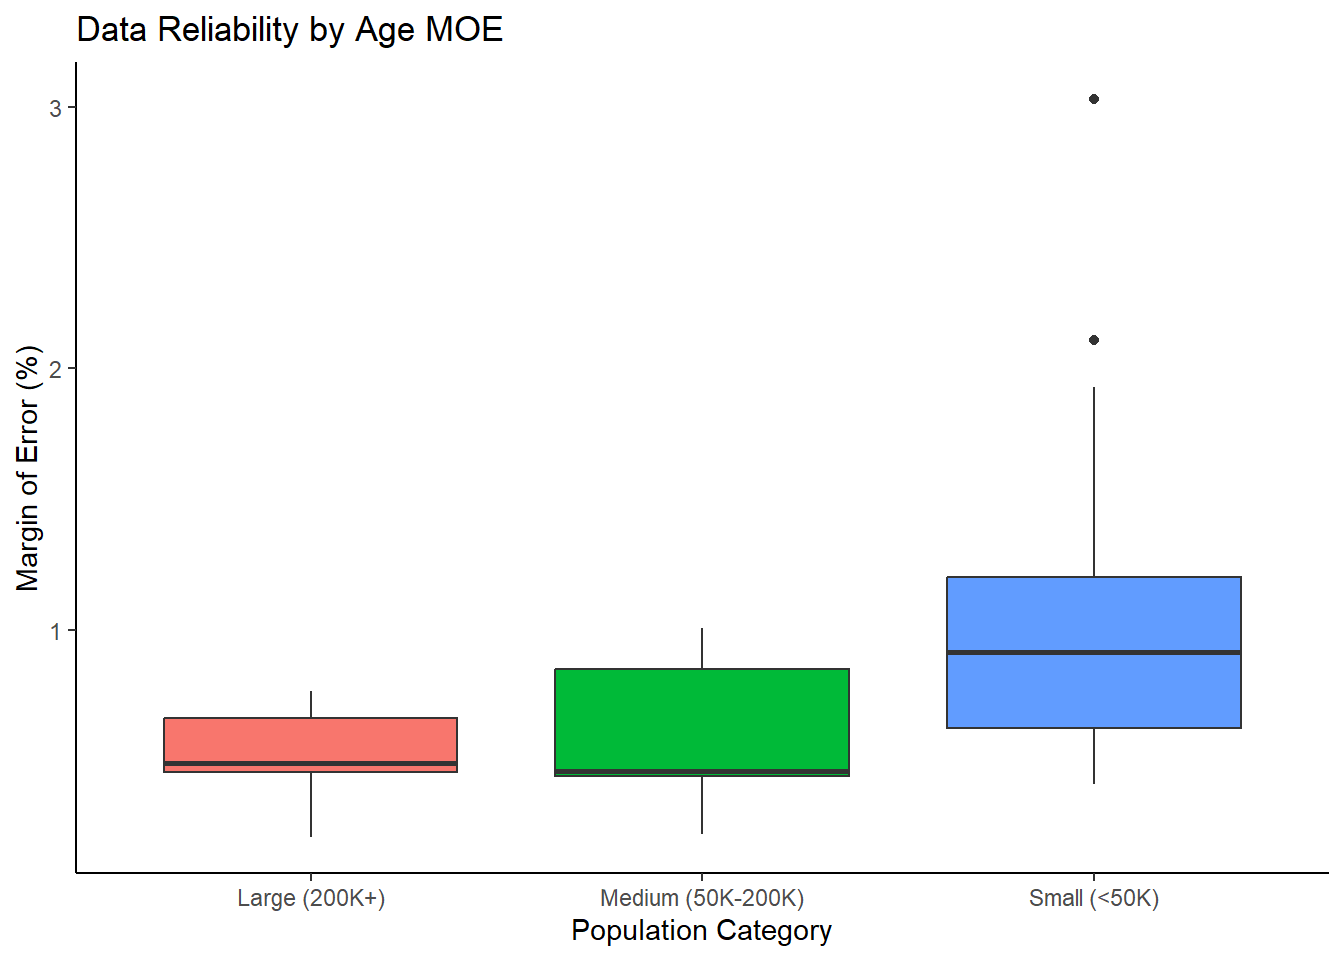 Data Reliability by Age MOE
3
2
1
Margin of Error (%)
Large (200K+)
Medium (50K-200K)
Small (<50K)
Population Category